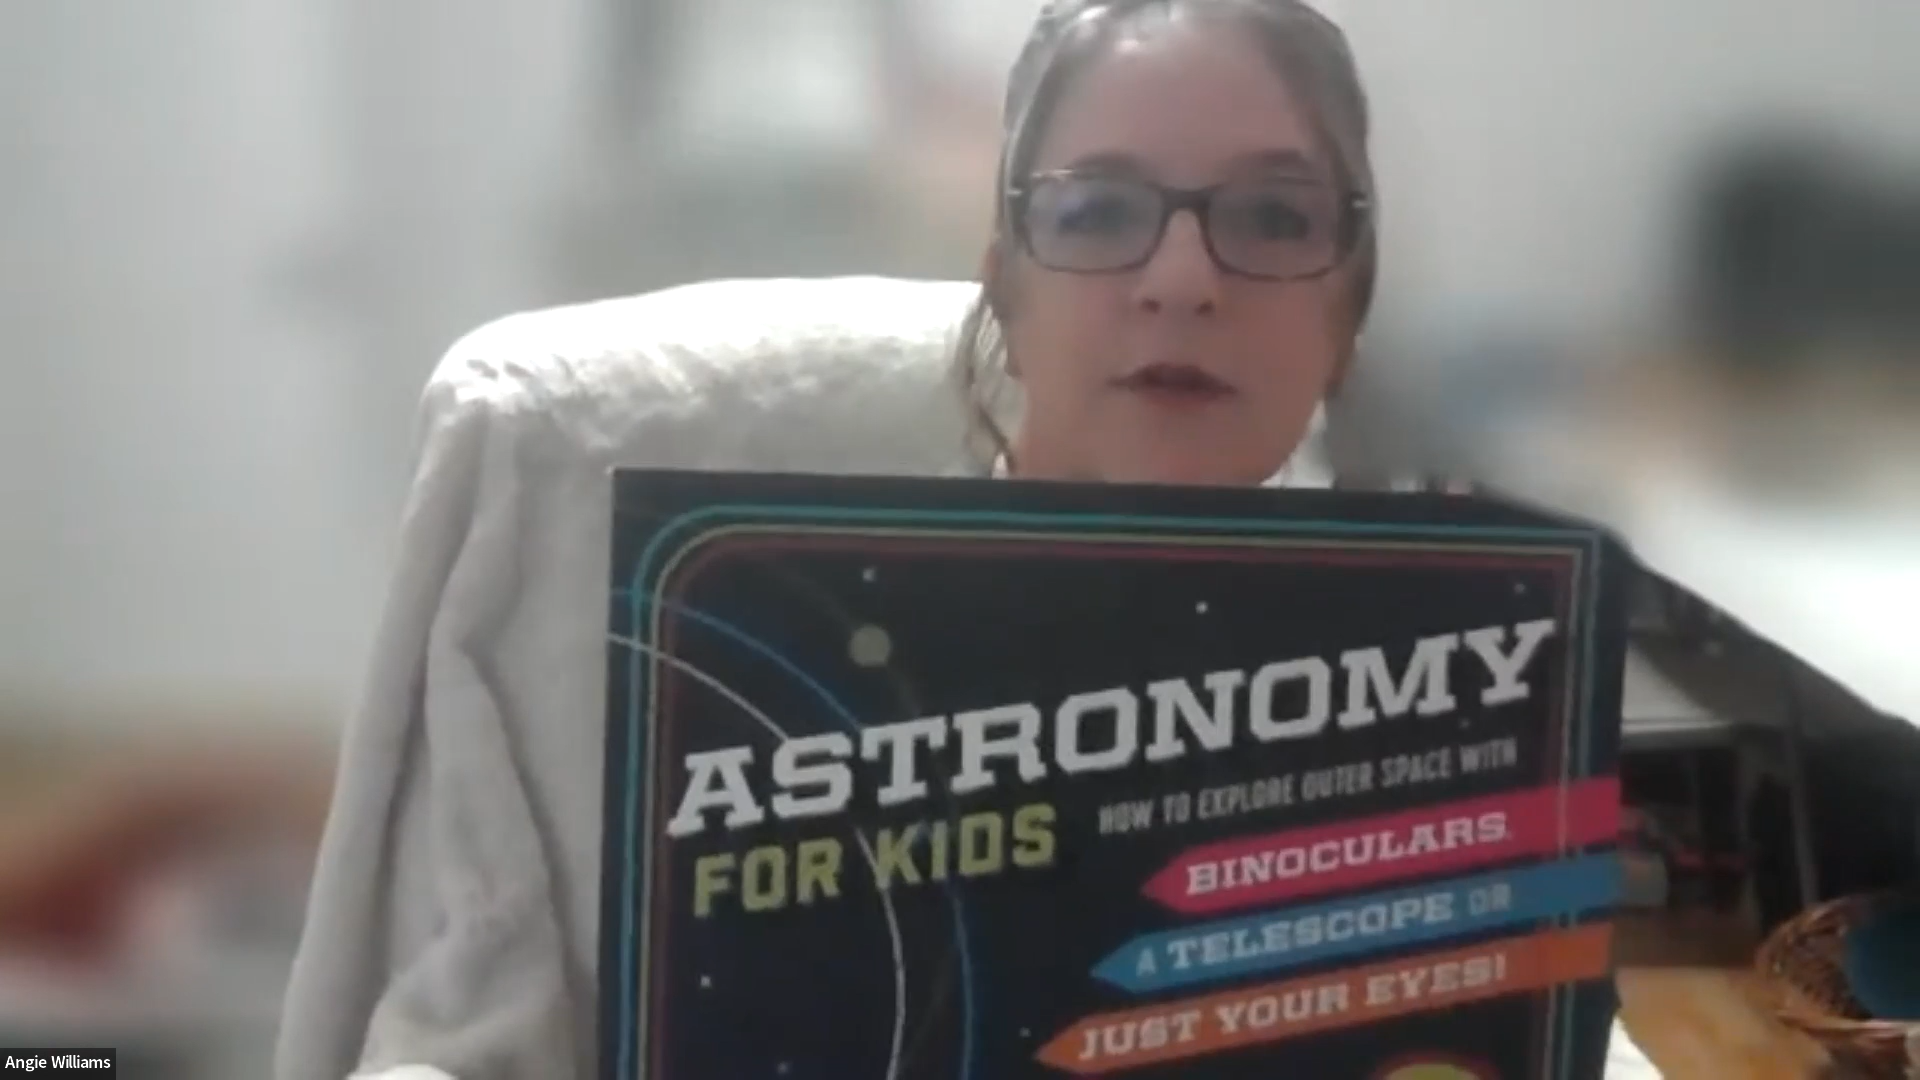 ASTRONOMY
FOR KIDS
HOW TO EXPLORE OUTER SPACE WITH
BINOCULARS,
A TELESCOPE OR
JUST YOUR EYES!
Angie Williams